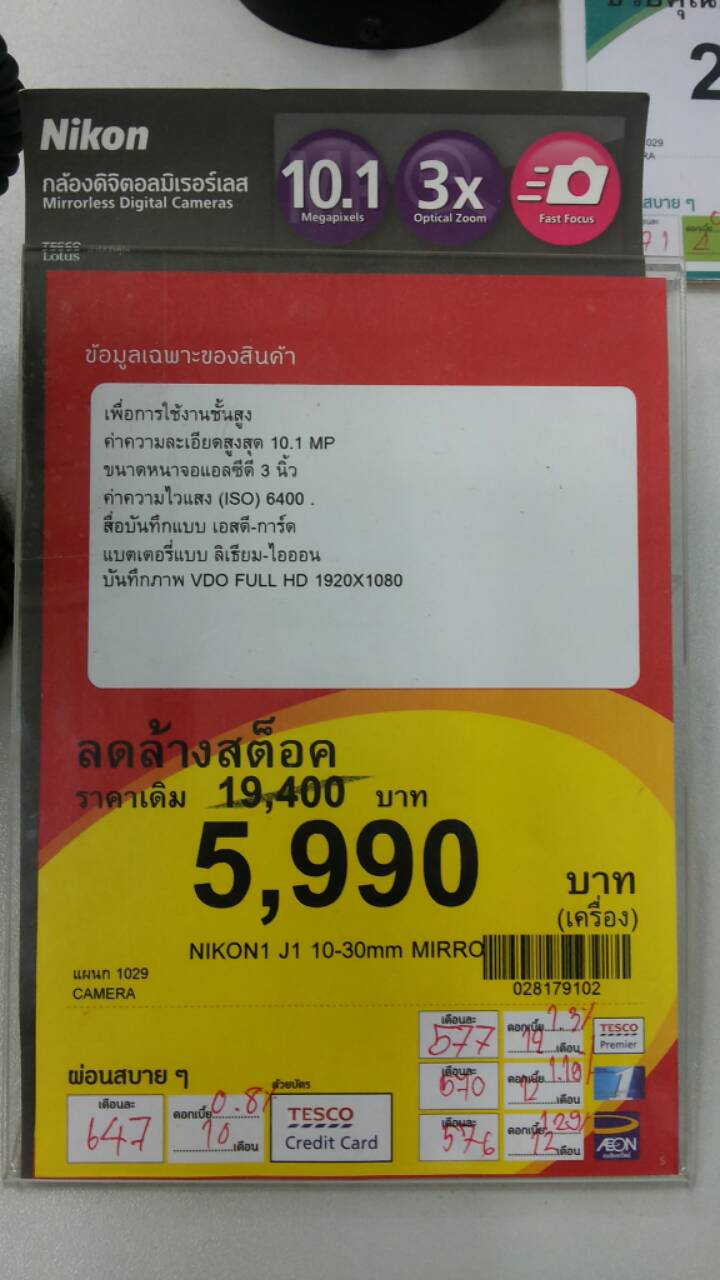 Nikon
กล้องดิจิตอลมิเรอร์เลส
Mirrorless Digital Cameras
10.1
Megapixels
3x
Optical Zoom
Fast Focus
TESCO
Lotus
ข้อมูลเฉพาะของสินค้า
เพื่อการใช้งานชั้นสูง
ค่าความละเอียดสูงสุด 10.1 MP
ขนาดหน้าจอแอลซีดี 3 นิ้ว
ค่าความไวแสง (ISO) 6400 .
สื่อบันทึกแบบ เอสดี-การ์ด
แบตเตอรี่แบบ ลิเธียม-ไอออน
บันทึกภาพ VDO FULL HD 1920X1080
ลดล้างสต็อค
ราคาเดิม 19,400 บาท
5,990 บาท
(เครื่อง)
NIKON1 J1 10-30mm MIRRO
แผนก 1029
CAMERA
028179102
ผ่อนสบาย ๆ
เดือนละ 647
ดอกเบี้ย 0.8%
10 เดือน
ด้วยบัตร
TESCO
Credit Card
เดือนละ 577
ดอกเบี้ย
12 เดือน
TESCO
Premier
เดือนละ 570
ดอกเบี้ย 1.10
12 เดือน
1
เดือนละ 576
ดอกเบี้ย 1.29
12 เดือน
AEON
2
029
สบาย ๆ